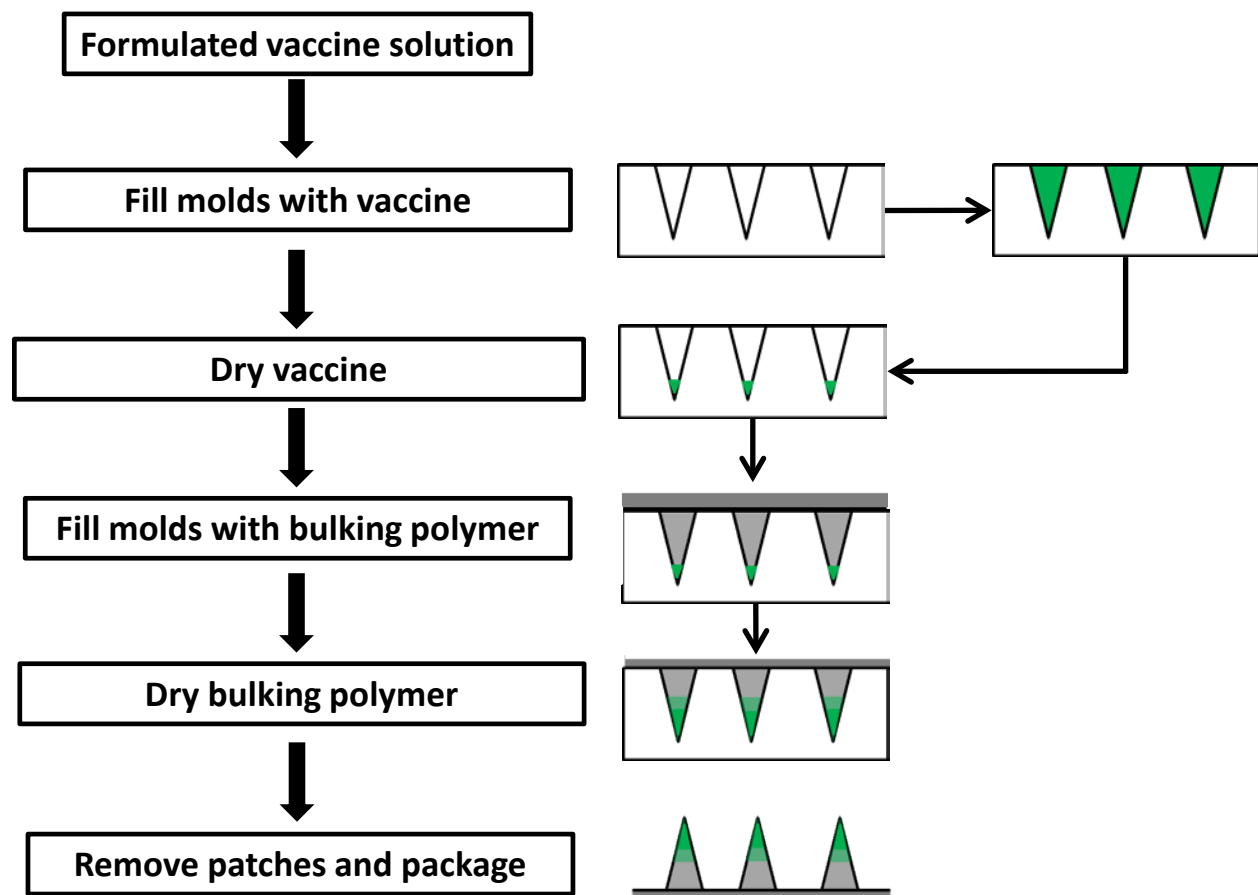 Formulated vaccine solution
Fill molds with vaccine
Dry vaccine
Fill molds with bulking polymer
Dry bulking polymer
Remove patches and package